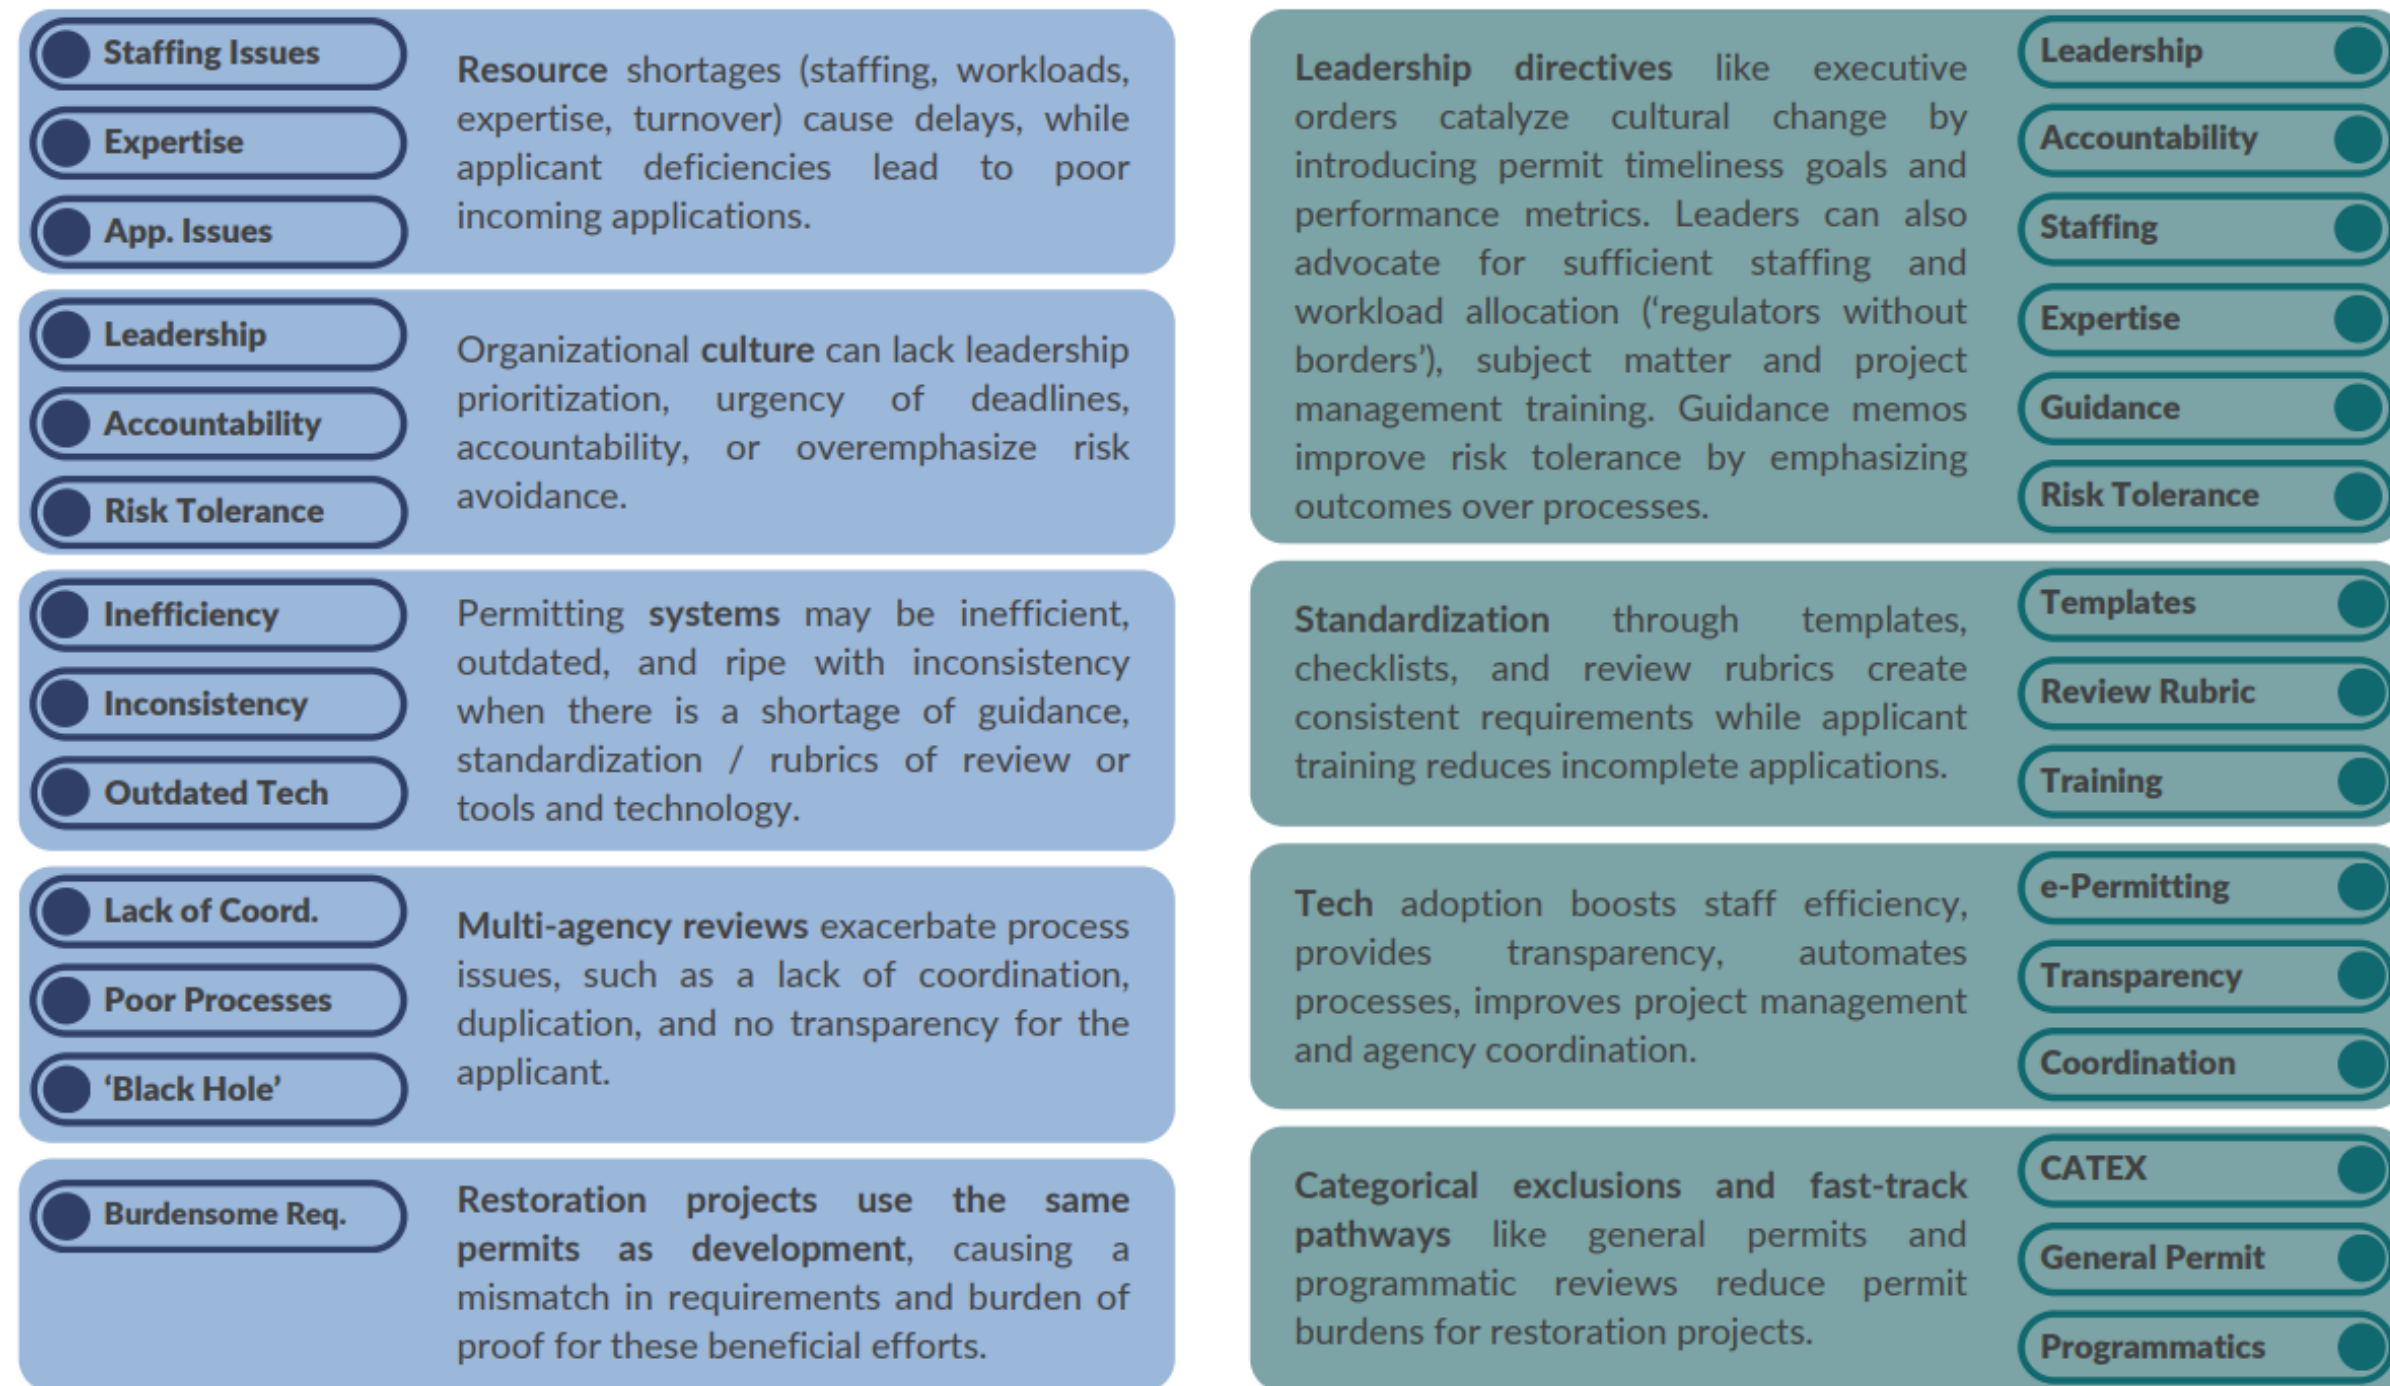 Staffing Issues
Expertise
App. Issues
Resource shortages (staffing, workloads,
expertise, turnover) cause delays, while
applicant deficiencies lead to poor
incoming applications.
Leadership
Accountability
Risk Tolerance
Organizational culture can lack leadership
prioritization, urgency of deadlines,
accountability, or overemphasize risk
avoidance.
Inefficiency
Inconsistency
Outdated Tech
Permitting systems may be inefficient,
outdated, and ripe with inconsistency
when there is a shortage of guidance,
standardization / rubrics of review or
tools and technology.
Lack of Coord.
Poor Processes
‘Black Hole’
Multi-agency reviews exacerbate process
issues, such as a lack of coordination,
duplication, and no transparency for the
applicant.
Burdensome Req.
Restoration projects use the same
permits as development, causing a
mismatch in requirements and burden of
proof for these beneficial efforts.
Leadership directives like executive
orders catalyze cultural change by
introducing permit timeliness goals and
performance metrics. Leaders can also
advocate for sufficient staffing and
workload allocation (‘regulators without
borders’), subject matter and project
management training. Guidance memos
improve risk tolerance by emphasizing
outcomes over processes.
Leadership
Accountability
Staffing
Expertise
Guidance
Risk Tolerance
Standardization through templates,
checklists, and review rubrics create
consistent requirements while applicant
training reduces incomplete applications.
Templates
Review Rubric
Training
Tech adoption boosts staff efficiency,
provides transparency, automates
processes, improves project management
and agency coordination.
e-Permitting
Transparency
Coordination
Categorical exclusions and fast-track
pathways like general permits and
programmatic reviews reduce permit
burdens for restoration projects.
CATEX
General Permit
Programmatics